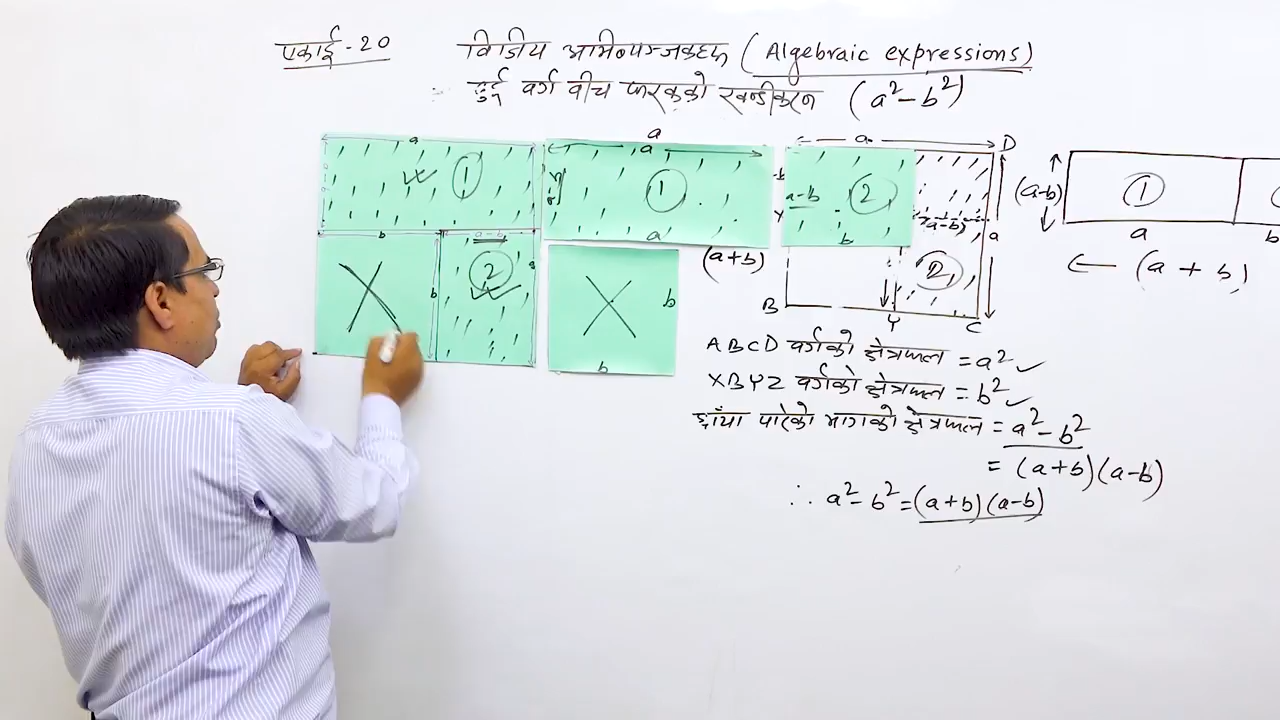 एकाई - 20
विजिय अभिव्यञ्जकहरू (Algebraic expressions)
दुई वर्ग बीच फरकको खण्डीकरण (a² - b²)
a
1
b
a-b
2
b
a
a
1
a
b
b
a
D
a-b
2
b
(a-b)
a
2
(a+b)
B
Y
C
(a-b)
1
a
b
(a + b)
ABCD वर्गको क्षेत्रफल = a² ✓
XBYZ वर्गको क्षेत्रफल = b² ✓
छाँया पारेको भागको क्षेत्रफल = a² - b²
= (a+b)(a-b)
∴ a² - b² = (a+b)(a-b)